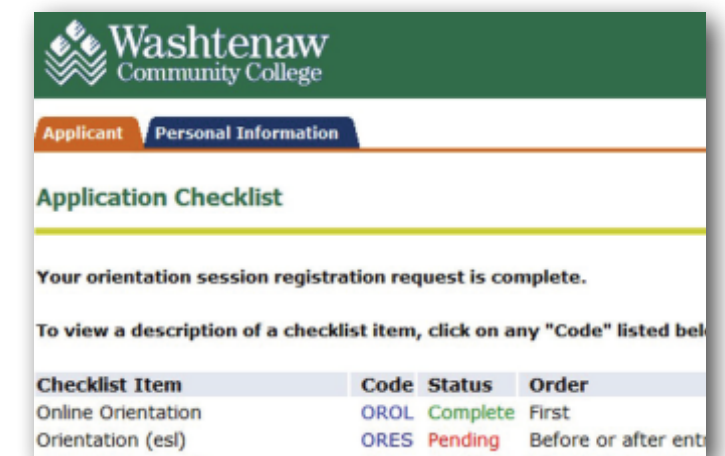 Washtenaw
Community College
Applicant Personal Information
Application Checklist
Your orientation session registration request is complete.
To view a description of a checklist item, click on any "Code" listed
Checklist Item Code Status Order
Online Orientation OROL Complete First
Orientation (esl) ORES Pending Before or after